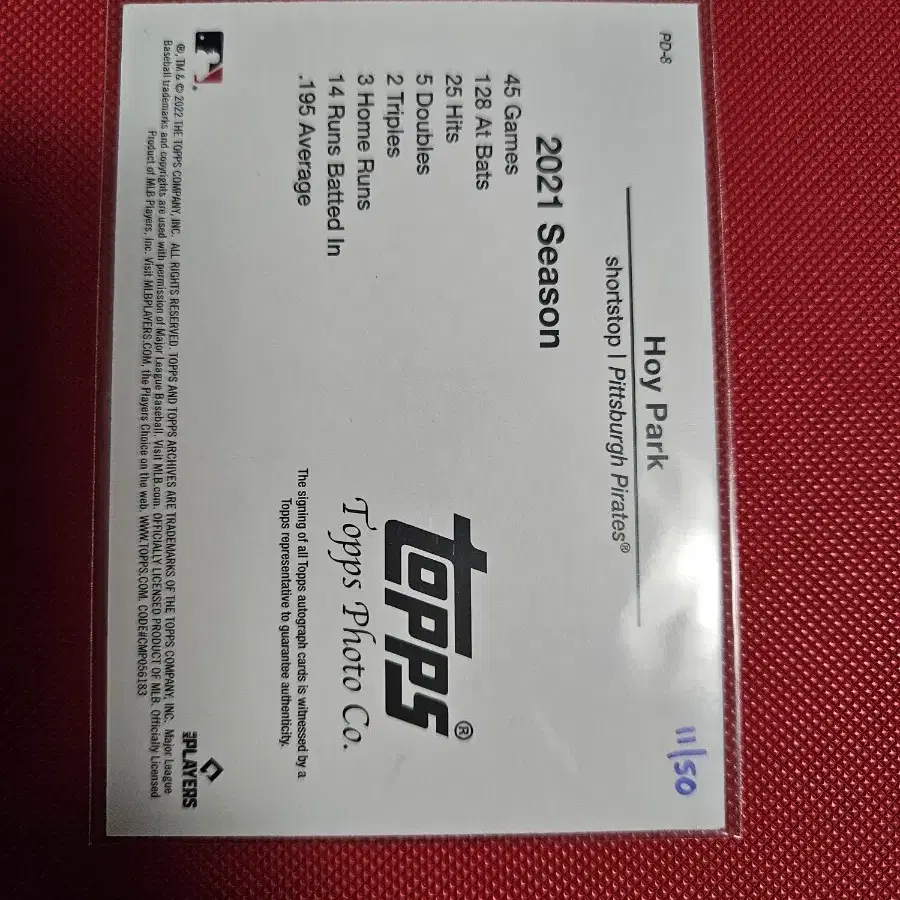 PD-8
11/50
Hoy Park
shortstop | Pittsburgh Pirates®
2021 Season
45 Games
128 At Bats
25 Hits
5 Doubles
2 Triples
3 Home Runs
14 Runs Batted In
.195 Average
topps®
Topps Photo Co.
The signing of all Topps autograph cards is witnessed by a
Topps representative to guarantee authenticity.
MLB PLAYERS
®, TM & © 2022 THE TOPPS COMPANY, INC. ALL RIGHTS RESERVED. TOPPS AND TOPPS ARCHIVES ARE TRADEMARKS OF THE TOPPS COMPANY, INC. Major League
Baseball trademarks and copyrights are used with permission of Major League Baseball. Visit MLB.com. OFFICIALLY LICENSED PRODUCT OF MLB. Officially Licensed
Product of MLB Players, Inc. Visit MLBPLAYERS.COM, the Players Choice on the web. WWW.TOPPS.COM. CODE#CMP056183